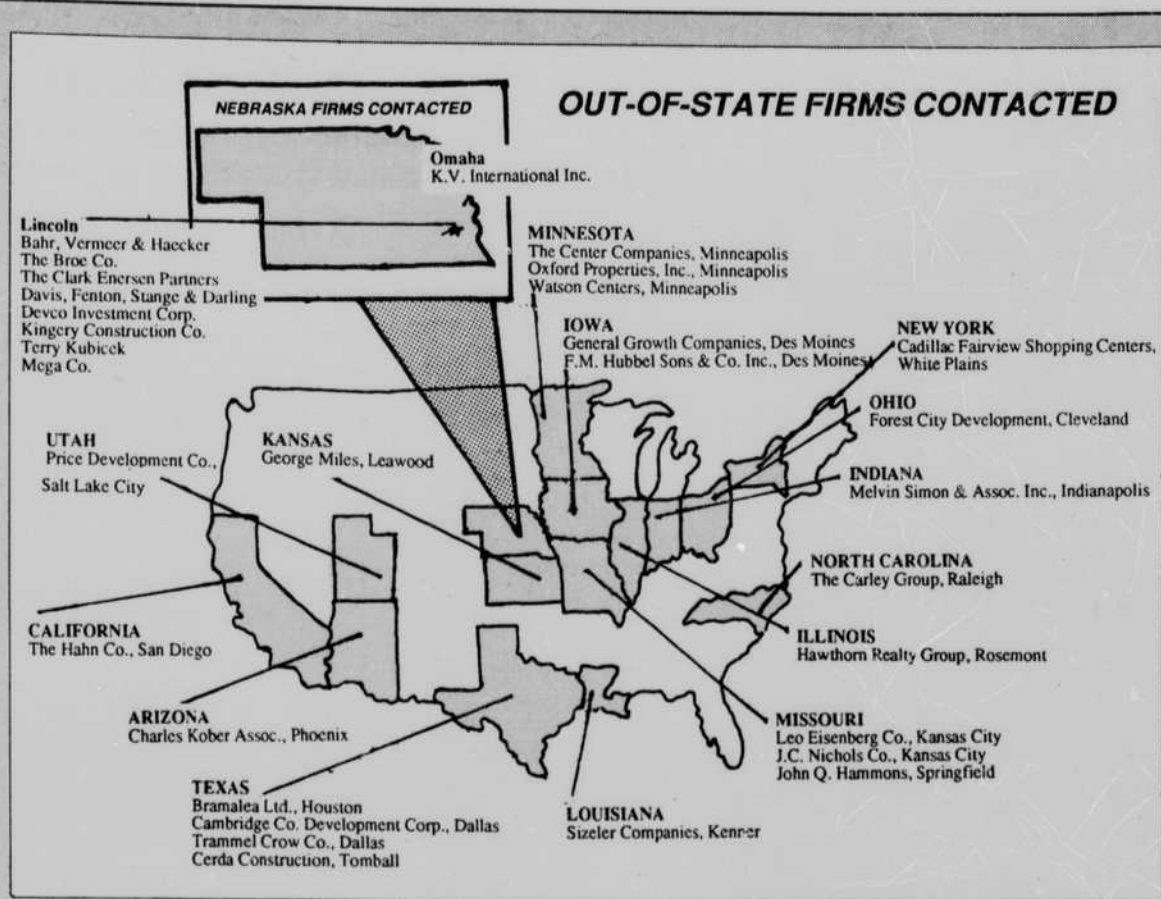 NEBRASKA FIRMS CONTACTED
OUT-OF-STATE FIRMS CONTACTED
Omaha
K.V. International Inc.
Lincoln
Bahr, Vermeer & Haecker
The Broe Co.
The Clark Enersen Partners
Davis, Fenton, Stange & Darling
Devco Investment Corp.
Kingery Construction Co.
Terry Kubicek
Mega Co.
MINNESOTA
The Center Companies, Minneapolis
Oxford Properties, Inc., Minneapolis
Watson Centers, Minneapolis
IOWA
General Growth Companies, Des Moines
F.M. Hubbel Sons & Co. Inc., Des Moines
NEW YORK
Cadillac Fairview Shopping Centers,
White Plains
OHIO
Forest City Development, Cleveland
UTAH
Price Development Co.,
Salt Lake City
KANSAS
George Miles, Leawood
INDIANA
Melvin Simon & Assoc. Inc., Indianapolis
NORTH CAROLINA
The Carley Group, Raleigh
CALIFORNIA
The Hahn Co., San Diego
ILLINOIS
Hawthorn Realty Group, Rosemont
ARIZONA
Charles Kober Assoc., Phoenix
MISSOURI
Leo Eisenberg Co., Kansas City
J.C. Nichols Co., Kansas City
John Q. Hammons, Springfield
TEXAS
Bramalea Ltd., Houston
Cambridge Co. Development Corp., Dallas
Trammel Crow Co., Dallas
Cerda Construction, Tomball
LOUISIANA
Sizeler Companies, Kenner